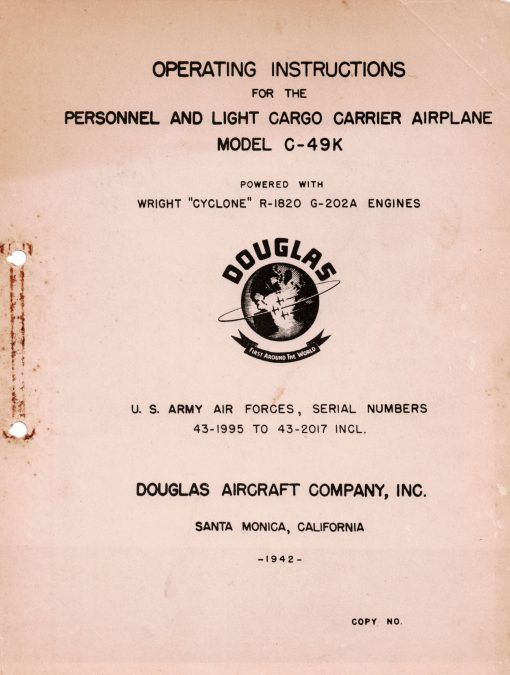 OPERATING INSTRUCTIONS
FOR THE
PERSONNEL AND LIGHT CARGO CARRIER AIRPLANE
MODEL C-49K
POWERED WITH
WRIGHT "CYCLONE" R-1820 G-202A ENGINES
DOUGLAS
FIRST AROUND THE WORLD
U. S. ARMY AIR FORCES, SERIAL NUMBERS
43-1995 TO 43-2017 INCL.
DOUGLAS AIRCRAFT COMPANY, INC.
SANTA MONICA, CALIFORNIA
-1942-
COPY NO.